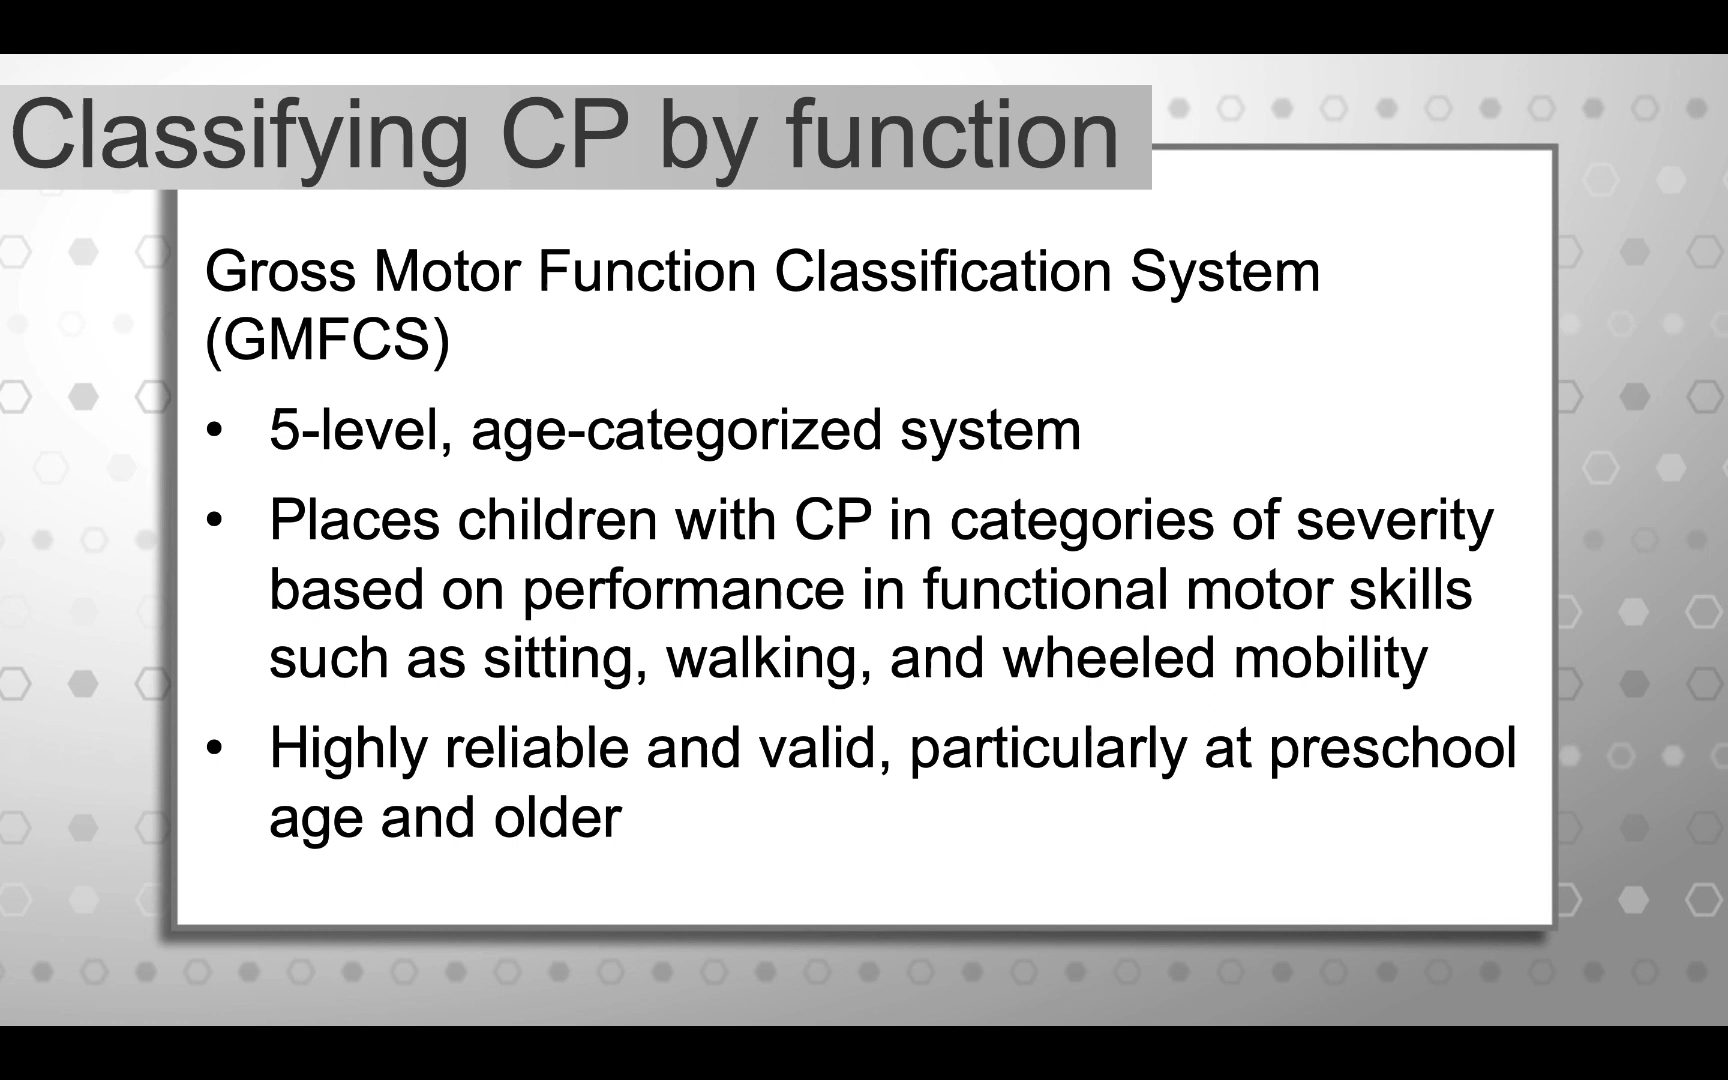 Classifying CP by function
Gross Motor Function Classification System
(GMFCS)
• 5-level, age-categorized system
• Places children with CP in categories of severity
based on performance in functional motor skills
such as sitting, walking, and wheeled mobility
• Highly reliable and valid, particularly at preschool
age and older